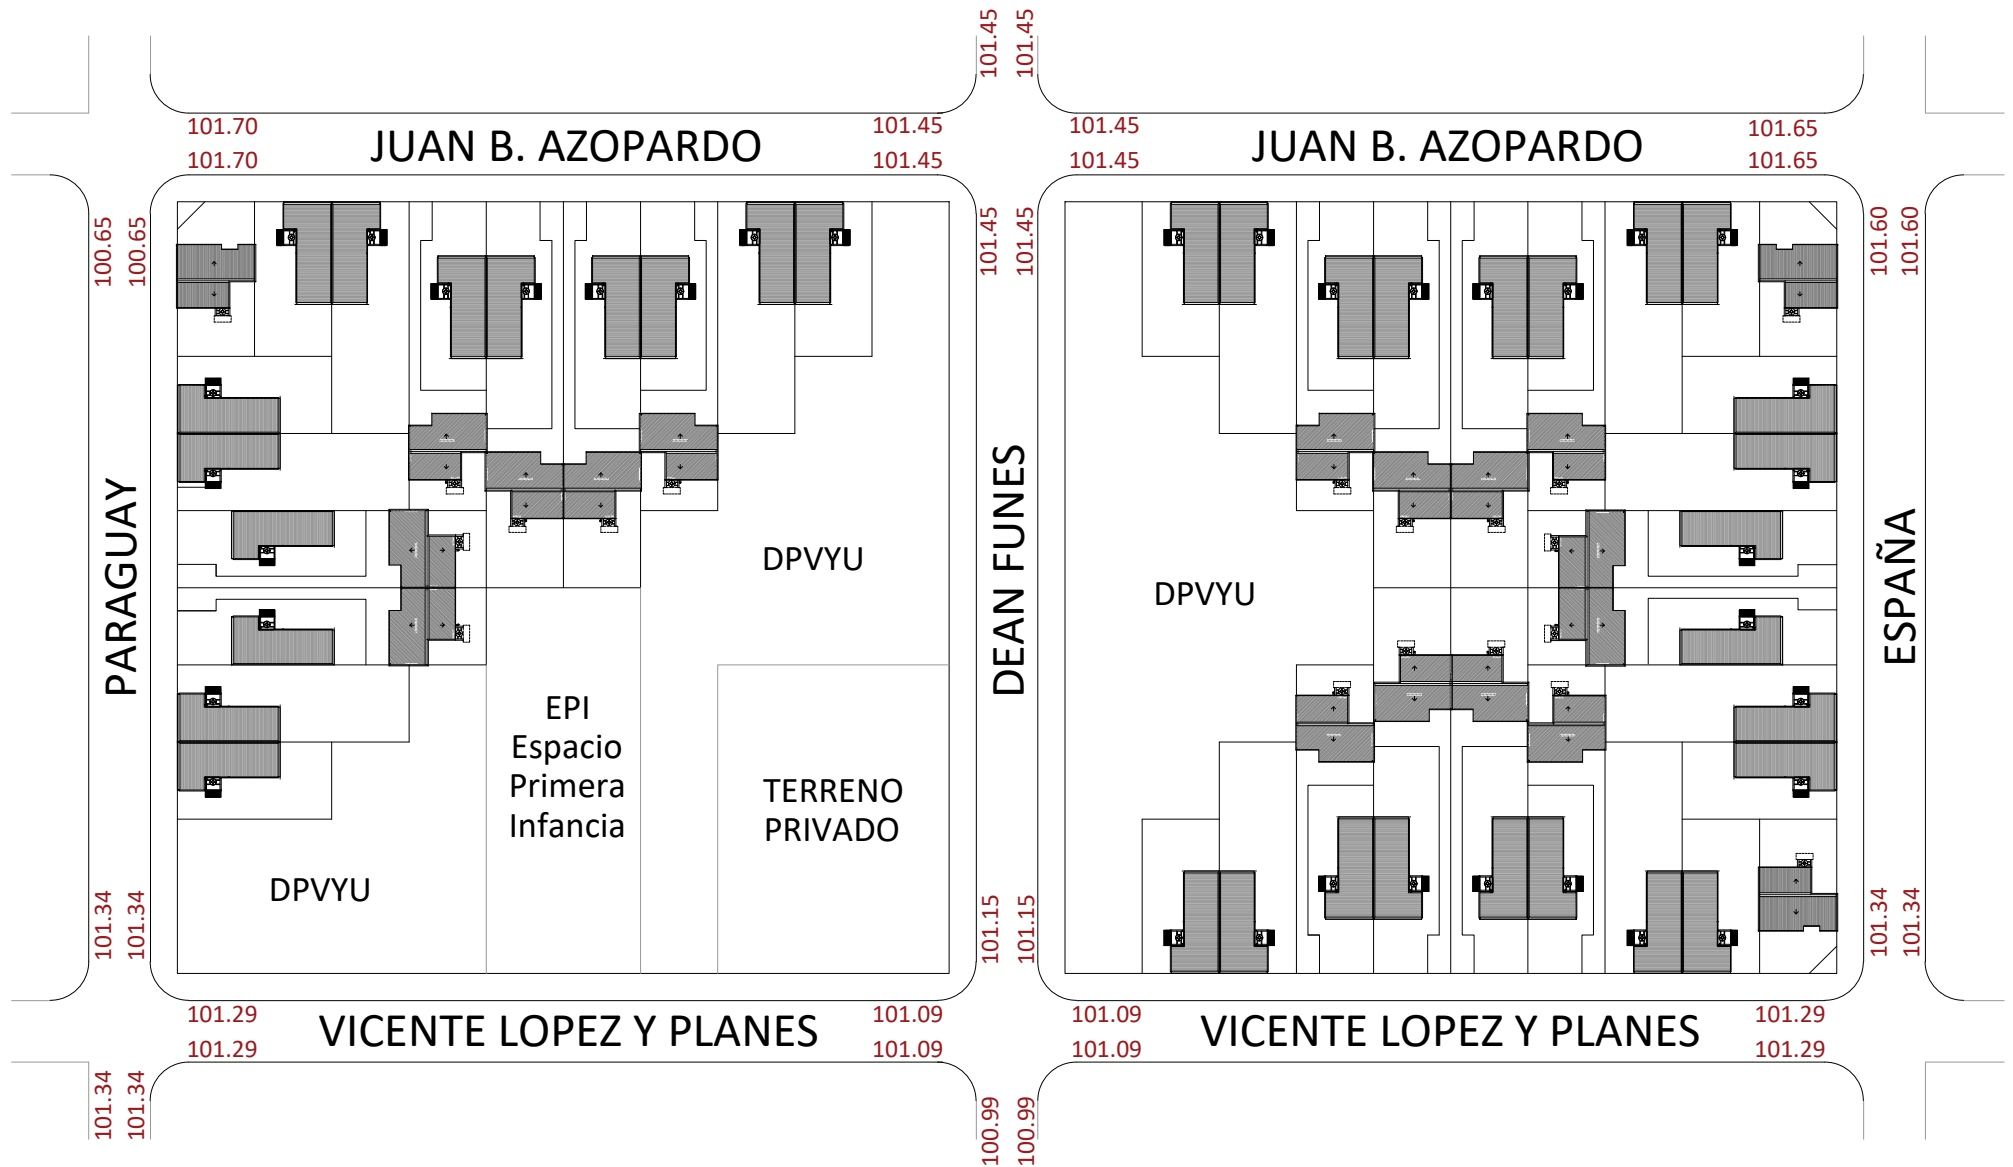 101.45 101.45
101.70 101.45 101.45 101.65
JUAN B. AZOPARDO JUAN B. AZOPARDO
101.70 101.45 101.45 101.65
100.65 100.65 101.45 101.45 101.60 101.60
PARAGUAY
DEAN FUNES
ESPAÑA
DPVYU
DPVYU
EPI
Espacio
Primera
Infancia
TERRENO
PRIVADO
DPVYU
101.34 101.34 101.15 101.15 101.34 101.34
101.29 101.09 101.09 101.29
VICENTE LOPEZ Y PLANES VICENTE LOPEZ Y PLANES
101.29 101.09 101.09 101.29
101.34 101.34 100.99 100.99